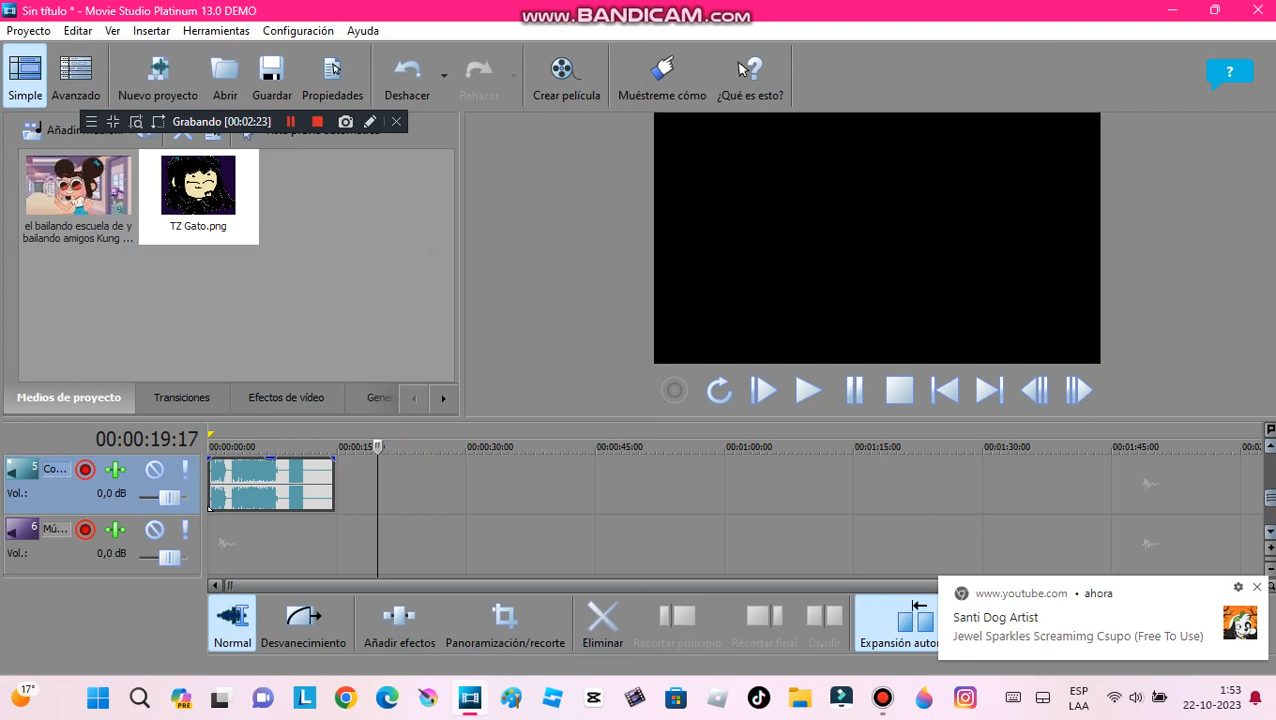 Sin título * - Movie Studio Platinum 13.0 DEMO
www.BANDICAM.com
Proyecto Editar Ver Insertar Herramientas Configuración Ayuda
Simple Avanzado Nuevo proyecto Abrir Guardar Propiedades Deshacer Rehacer Crear película Muéstreme cómo ¿Qué es esto? ?
Grabando [00:02:23]
el bailando escuela de y
bailando amigos Kung ...
TZ Gato.png
Medios de proyecto Transiciones Efectos de vídeo Gene
00:00:19:17
00:00:00:00 00:00:15 00:00:30:00 00:00:45:00 00:01:00:00 00:01:15:00 00:01:30:00 00:01:45:00
5 Co...
Vol.: 0,0 dB
6 Mú...
Vol.: 0,0 dB
Normal Desvanecimiento Añadir efectos Panoramización/recorte Eliminar Recortar principio Recortar final Dividir Expansión auto
www.youtube.com • ahora
Santi Dog Artist
Jewel Sparkles Screamimg Csupo (Free To Use)
17°
PRE
L
ESP
LAA
1:53
22-10-2023